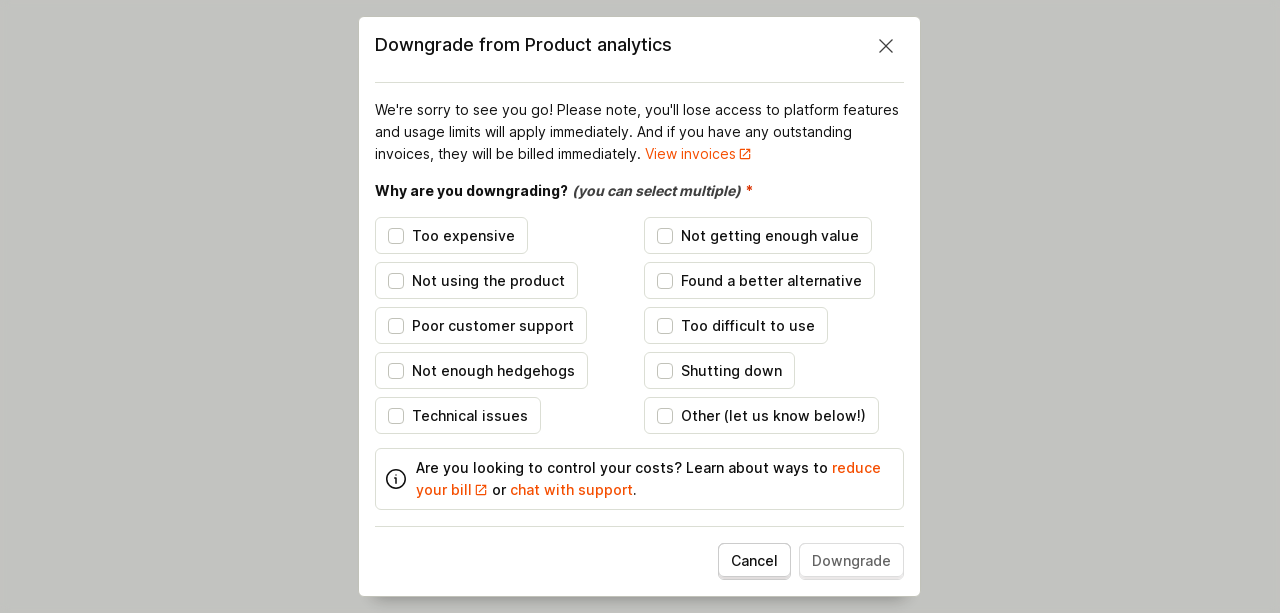 Downgrade from Product analytics
We're sorry to see you go! Please note, you'll lose access to platform features
and usage limits will apply immediately. And if you have any outstanding
invoices, they will be billed immediately. View invoices
Why are you downgrading? (you can select multiple) *
Too expensive
Not getting enough value
Not using the product
Found a better alternative
Poor customer support
Too difficult to use
Not enough hedgehogs
Shutting down
Technical issues
Other (let us know below!)
Are you looking to control your costs? Learn about ways to reduce
your bill or chat with support.
Cancel
Downgrade